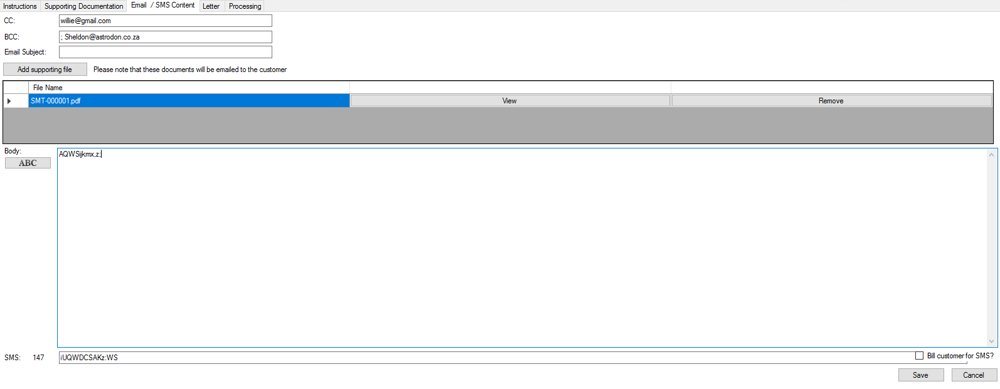 Instructions Supporting Documentation Email / SMS Content Letter Processing
CC: willie@gmail.com
BCC: ; Sheldon@astrodon.co.za
Email Subject:
Add supporting file Please note that these documents will be emailed to the customer
File Name
SMT-000001.pdf View Remove
Body: AQWSijkmx,z;
ABC
SMS: 147 iUQWDCSAKz:WS Bill customer for SMS?
Save Cancel